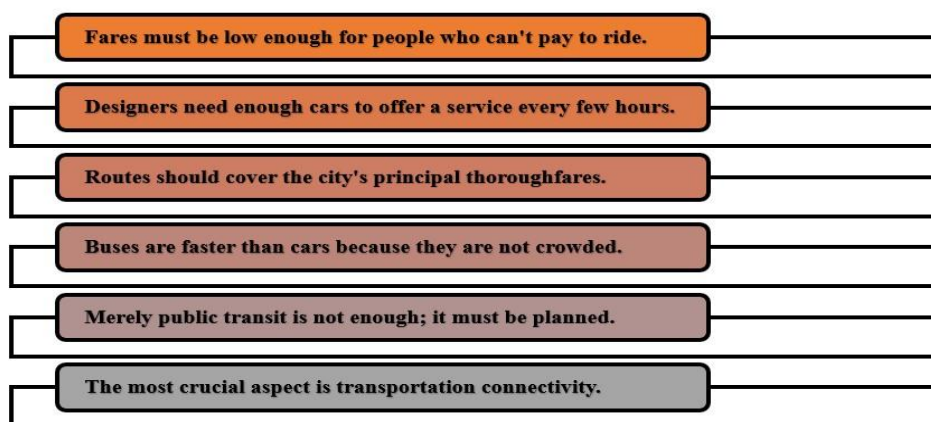 Fares must be low enough for people who can't pay to ride.
Designers need enough cars to offer a service every few hours.
Routes should cover the city's principal thoroughfares.
Buses are faster than cars because they are not crowded.
Merely public transit is not enough; it must be planned.
The most crucial aspect is transportation connectivity.